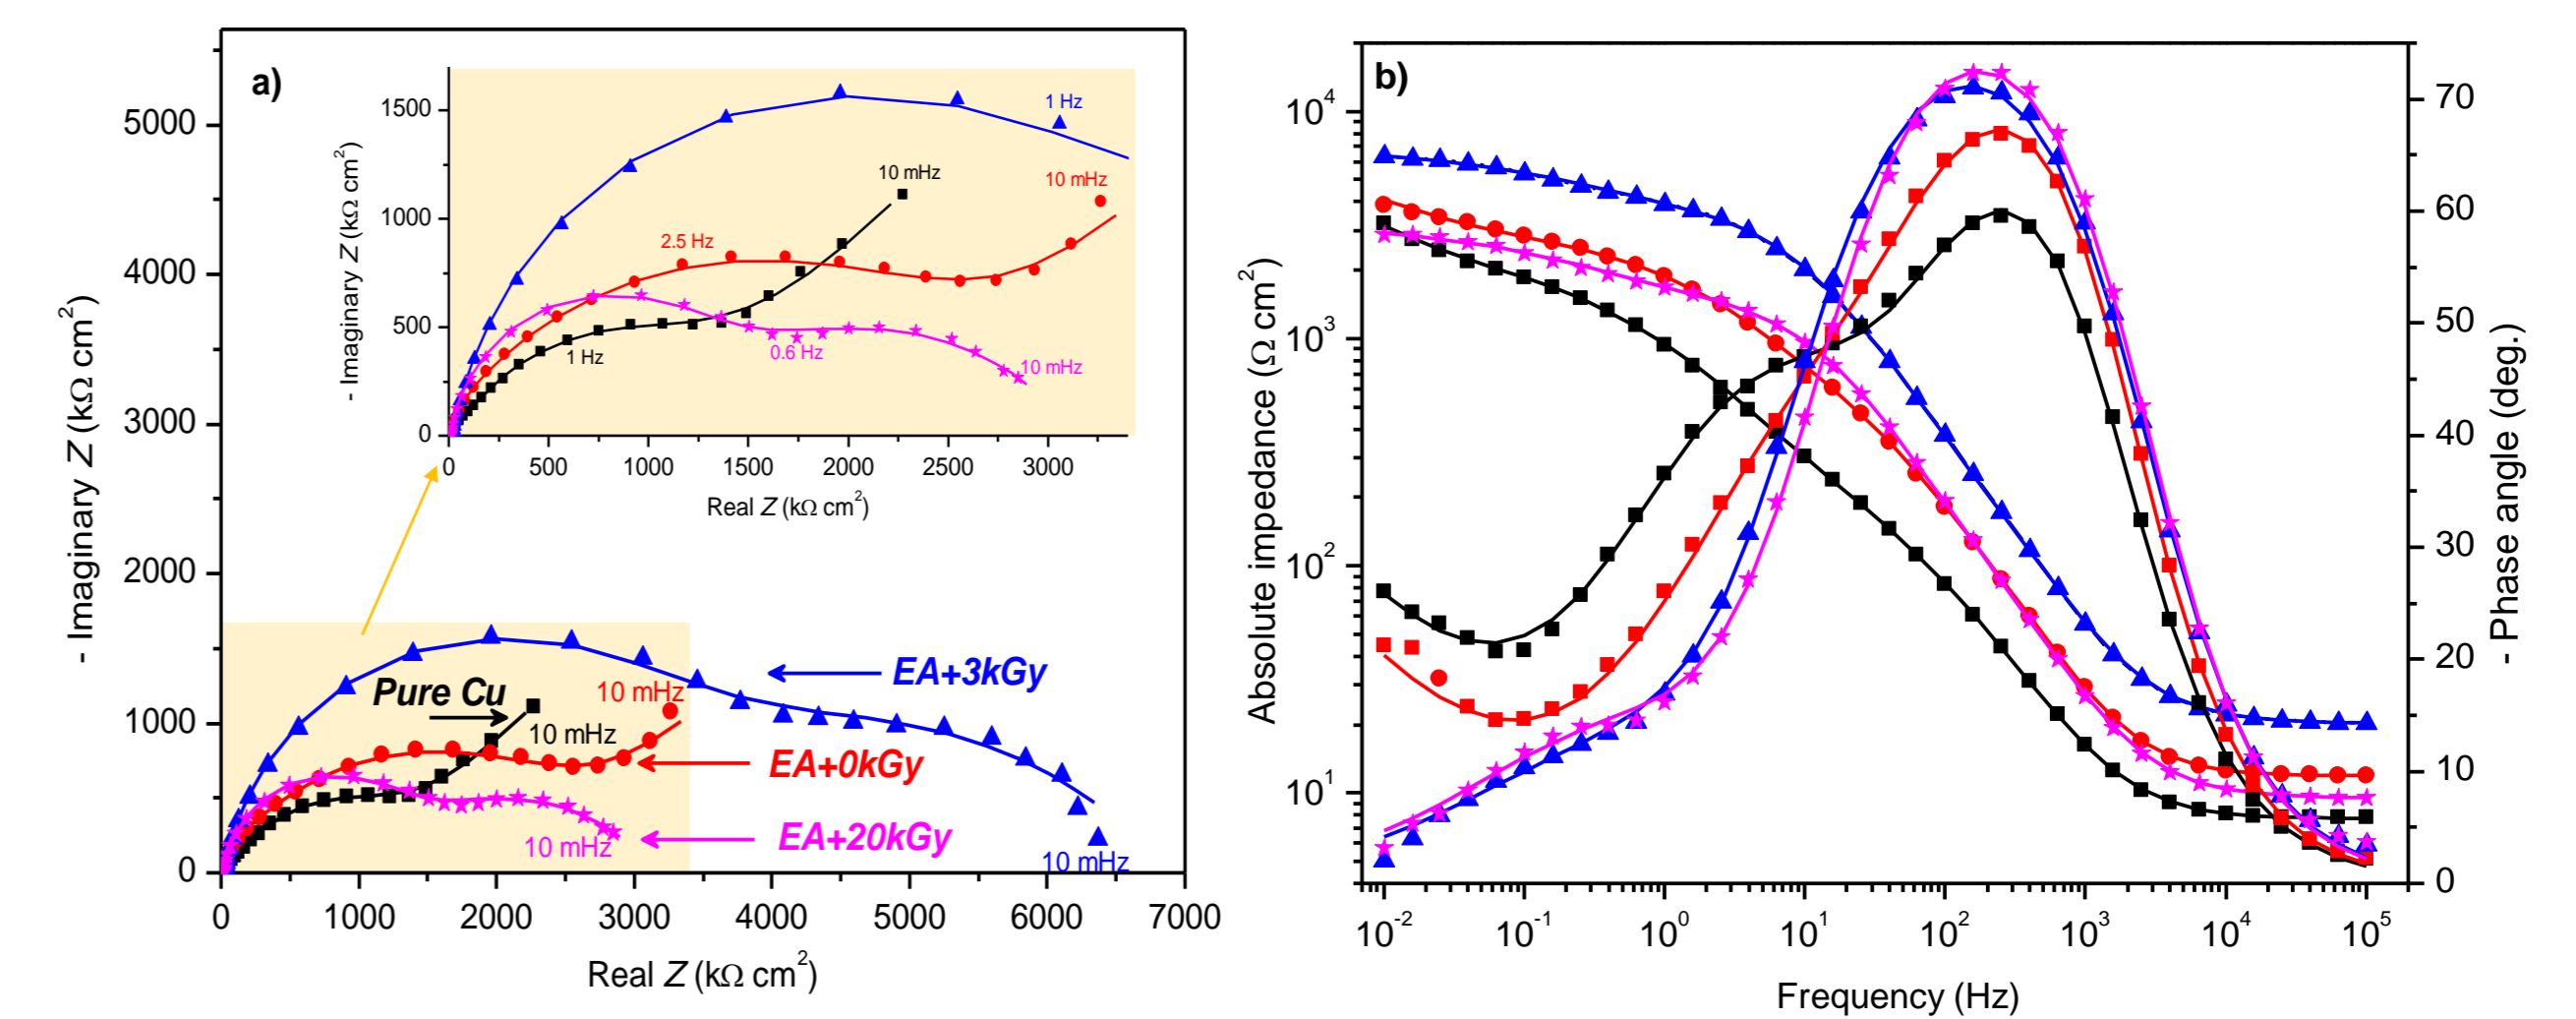 a)
- Imaginary Z (kΩ cm²)
5000
4000
3000
2000
1000
0
0 1000 2000 3000 4000 5000 6000 7000
Real Z (kΩ cm²)
- Imaginary Z (kΩ cm²)
1500
1000
500
0
0 500 1000 1500 2000 2500 3000
Real Z (kΩ cm²)
1 Hz
10 mHz
10 mHz
2.5 Hz
1 Hz
0.6 Hz
10 mHz
Pure Cu
10 mHz
10 mHz
EA+3kGy
EA+0kGy
EA+20kGy
10 mHz
10 mHz
b)
Absolute impedance (Ω cm²)
10⁴
10³
10²
10¹
10⁻² 10⁻¹ 10⁰ 10¹ 10² 10³ 10⁴ 10⁵
Frequency (Hz)
70
60
50
40
30
20
10
0
- Phase angle (deg.)